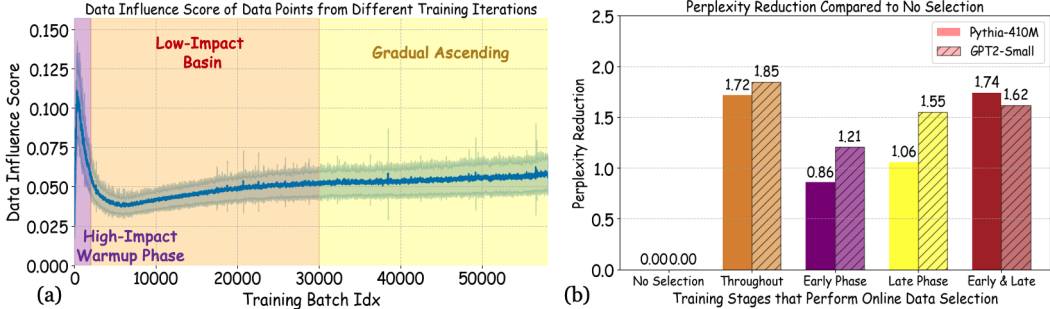 Data Influence Score of Data Points from Different Training Iterations
Data Influence Score
0.150
0.125
0.100
0.075
0.050
0.025
0.000
Low-Impact
Basin
Gradual Ascending
High-Impact
Warmup Phase
0
10000
20000
30000
40000
50000
(a)
Training Batch Idx
Perplexity Reduction Compared to No Selection
Perplexity Reduction
2.5
2.0
1.5
1.0
0.5
0.0
Pythia-410M
GPT2-Small
0.00 0.00
1.72
1.85
0.86
1.21
1.06
1.55
1.74
1.62
No Selection
Throughout
Early Phase
Late Phase
Early & Late
(b)
Training Stages that Perform Online Data Selection